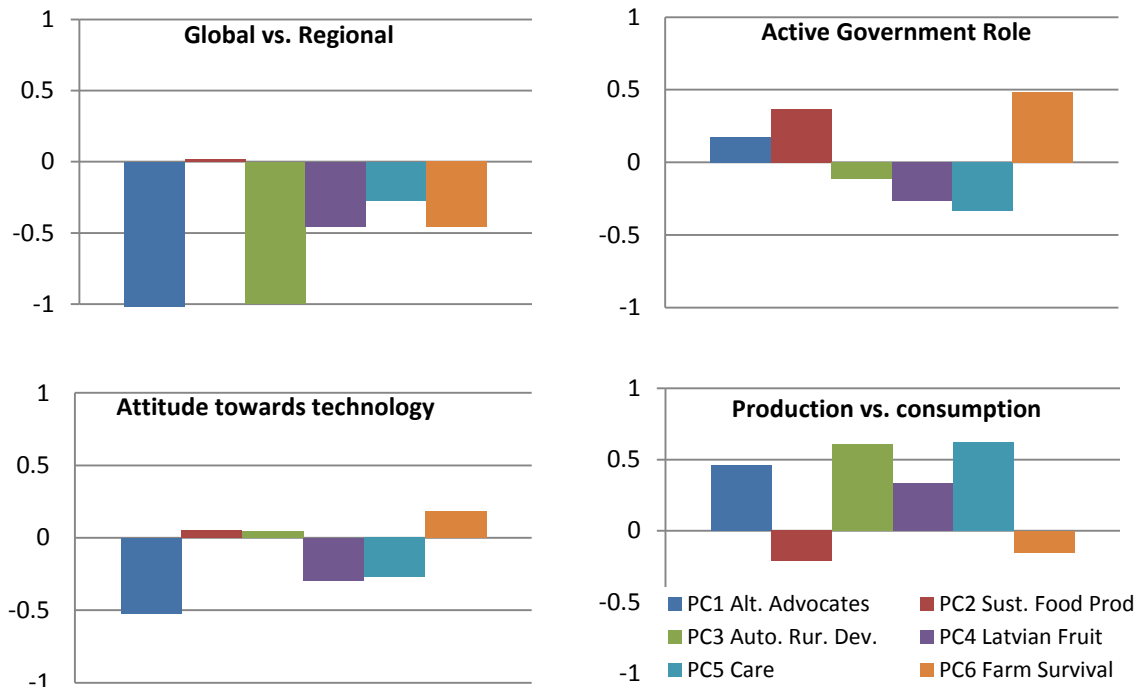 Global vs. Regional
1
0.5
0
-0.5
-1
Active Government Role
1
0.5
0
-0.5
-1
Attitude towards technology
1
0.5
0
-0.5
-1
Production vs. consumption
1
0.5
0
-0.5
-1
PC1 Alt. Advocates PC2 Sust. Food Prod
PC3 Auto. Rur. Dev. PC4 Latvian Fruit
PC5 Care PC6 Farm Survival